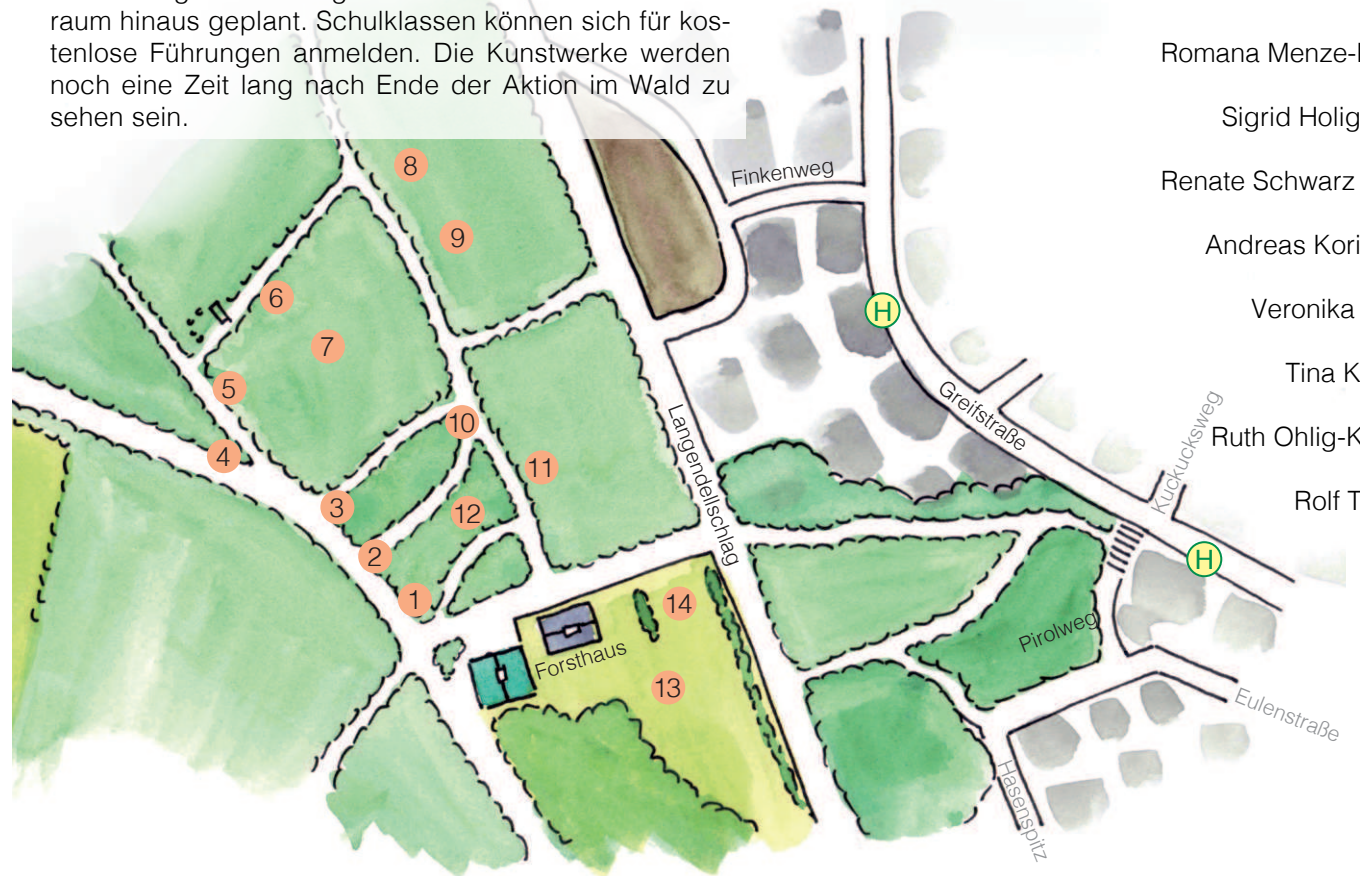 raum hinaus geplant. Schulklassen können sich für kos-
tenlose Führungen anmelden. Die Kunstwerke werden
noch eine Zeit lang nach Ende der Aktion im Wald zu
sehen sein.
Romana Menze-
Sigrid Holig
Renate Schwarz
Andreas Kori
Veronika
Tina K
Ruth Ohlig-K
Rolf T
Finkenweg
8
9
6
7
H
5
Greifstraße
Kuckucksweg
10
Langendellschlag
4
11
3
12
2
H
1
14
Pirolweg
Forsthaus
13
Eulenstraße
Hasenspitz